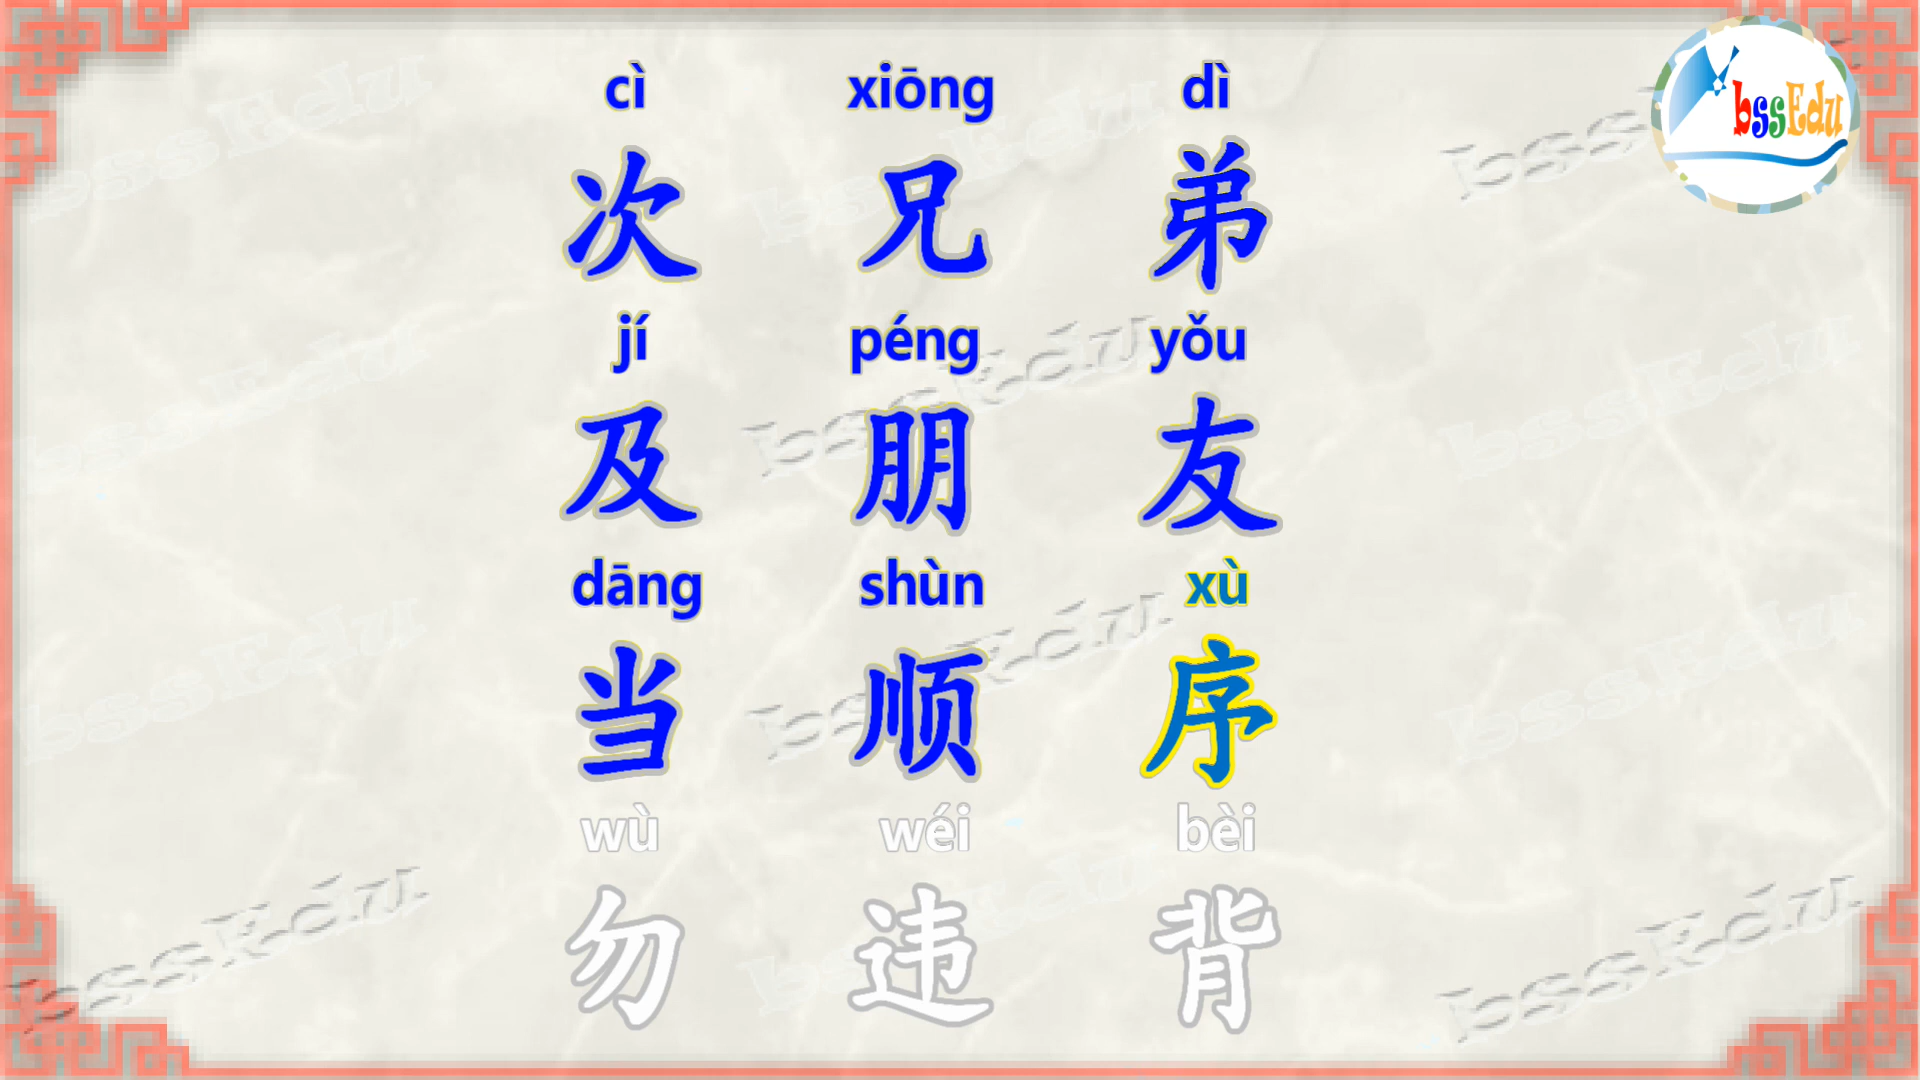 bssEdu
cì xiōng dì
次 兄 弟
jí péng yǒu
及 朋 友
dāng shùn xù
当 顺 序
wù wéi bèi
勿 违 背